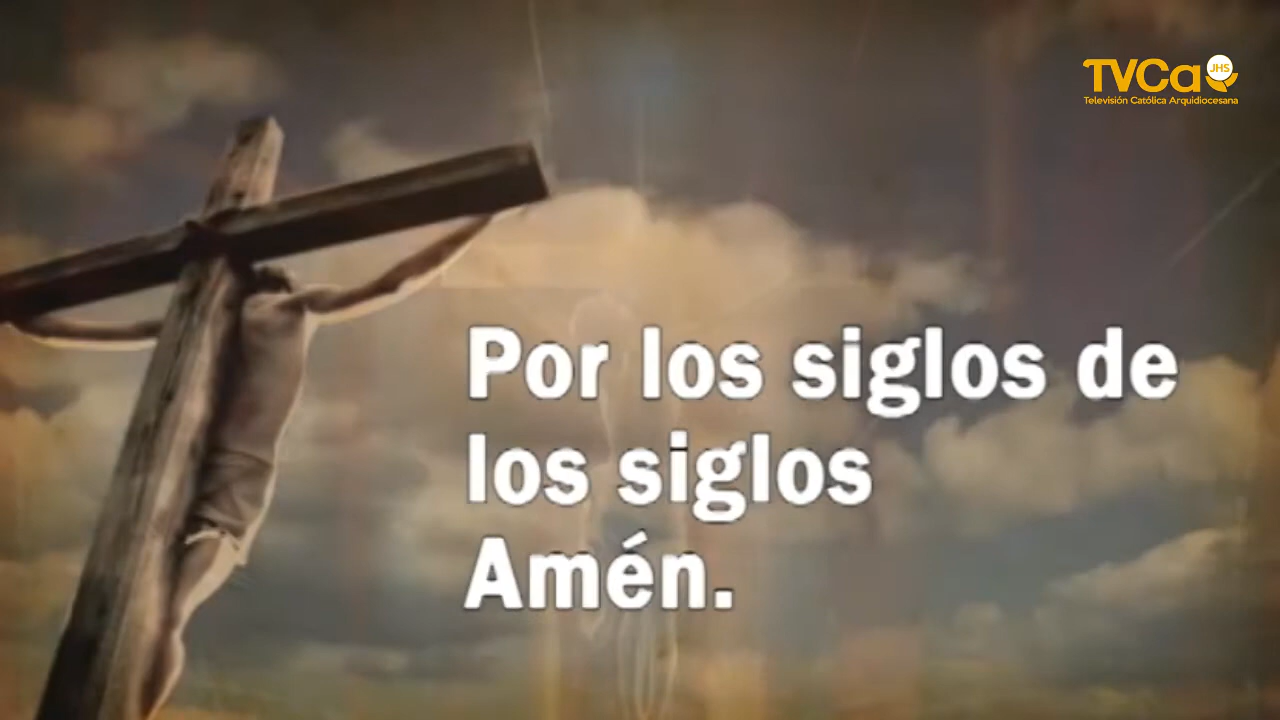 TVCa
JHS
Televisión Católica Arquidiocesana
Por los siglos de
los siglos
Amén.